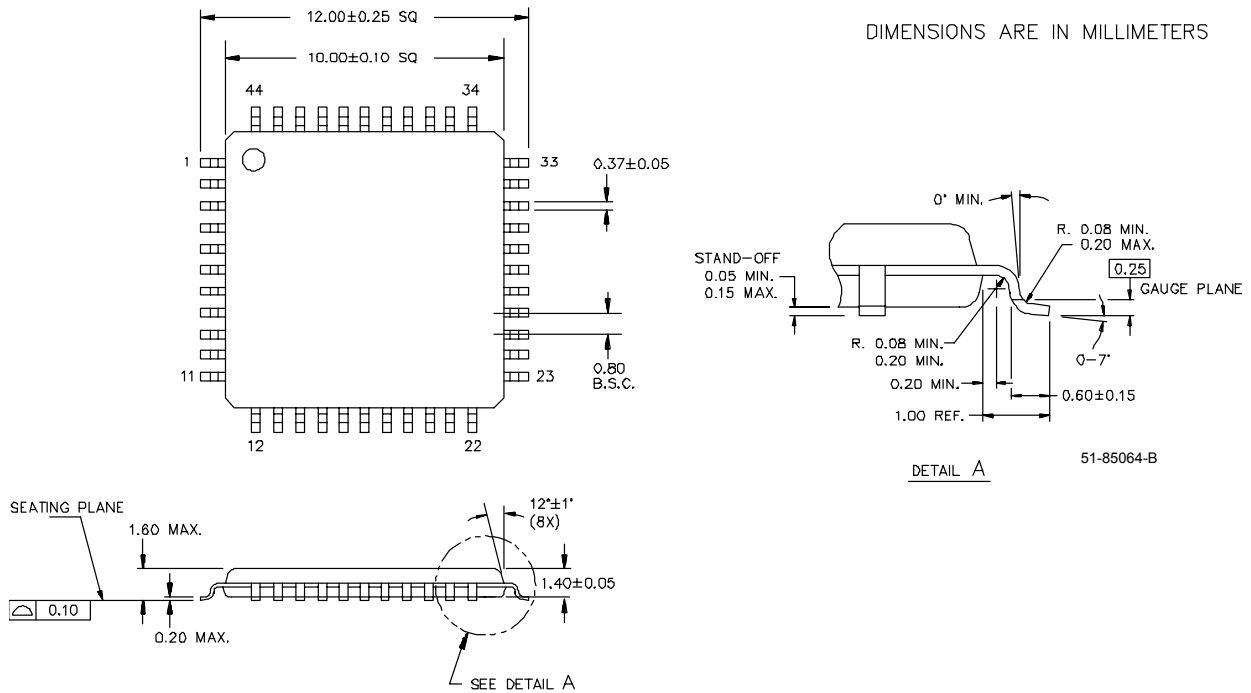 12.00±0.25 SQ
DIMENSIONS ARE IN MILLIMETERS
10.00±0.10 SQ
44
34
1
33
0.37±0.05
0° MIN.
R. 0.08 MIN.
0.20 MAX.
STAND-OFF
0.05 MIN.
0.15 MAX.
0.25
GAUGE PLANE
R. 0.08 MIN.
0.20 MIN.
0-7°
11
23
0.80
B.S.C.
0.20 MIN.
0.60±0.15
1.00 REF.
12
22
DETAIL A
51-85064-B
SEATING PLANE
12°±1°
(8X)
1.60 MAX.
1.40±0.05
0.10
0.20 MAX.
SEE DETAIL A